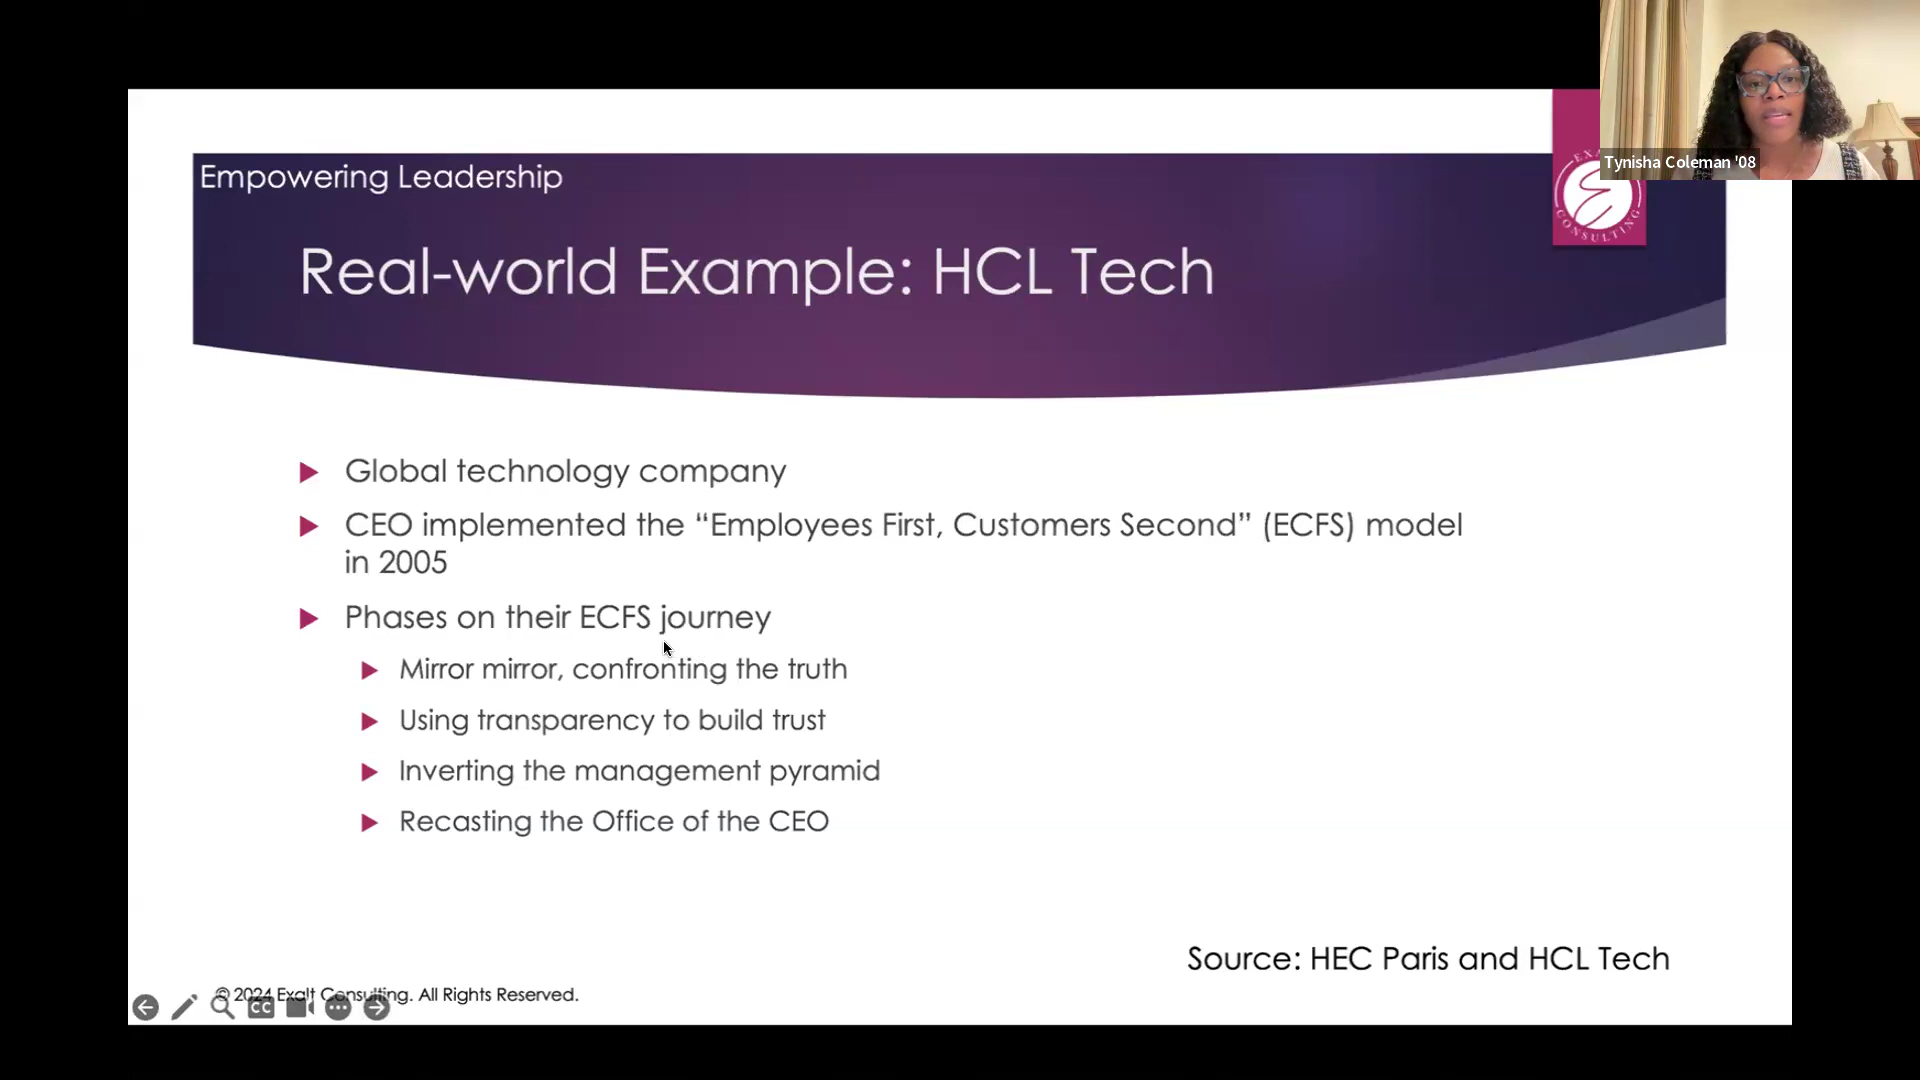 Empowering Leadership
Real-world Example: HCL Tech
Tynisha Coleman '08
CONSULTING
Global technology company
CEO implemented the “Employees First, Customers Second” (ECFS) model
in 2005
Phases on their ECFS journey
Mirror mirror, confronting the truth
Using transparency to build trust
Inverting the management pyramid
Recasting the Office of the CEO
Source: HEC Paris and HCL Tech
© 2024 Exalt Consulting. All Rights Reserved.
CC